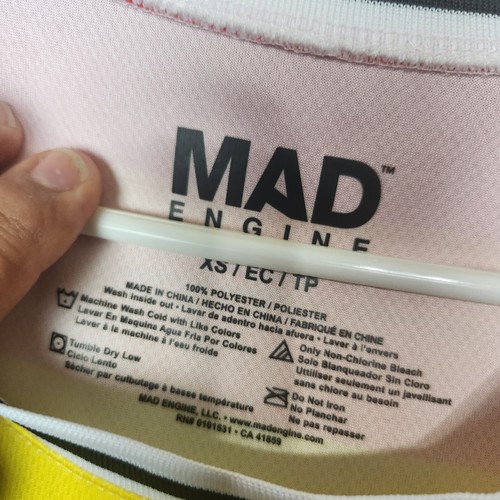 MAD™
ENGINE
XS / EC / TP
100% POLYESTER / POLIESTER
MADE IN CHINA / HECHO EN CHINA / FABRIQUÉ EN CHINE
Wash inside out • Lavar de adentro hacia afuera • Laver à l'envers
Machine Wash Cold with Like Colors
Lavar En Maquina Agua Fria Por Colores
Laver à la machine à l'eau froide
Only Non-Chlorine Bleach
Solo Blanqueador Sin Cloro
Utiliser seulement un javellisant
sans chlore au besoin
Tumble Dry Low
Ciclo Lento
Sécher par culbutage à basse température
Do Not Iron
No Planchar
Ne pas repasser
MAD ENGINE, LLC. • www.madengine.com
RN# 0101531 • CA 41859